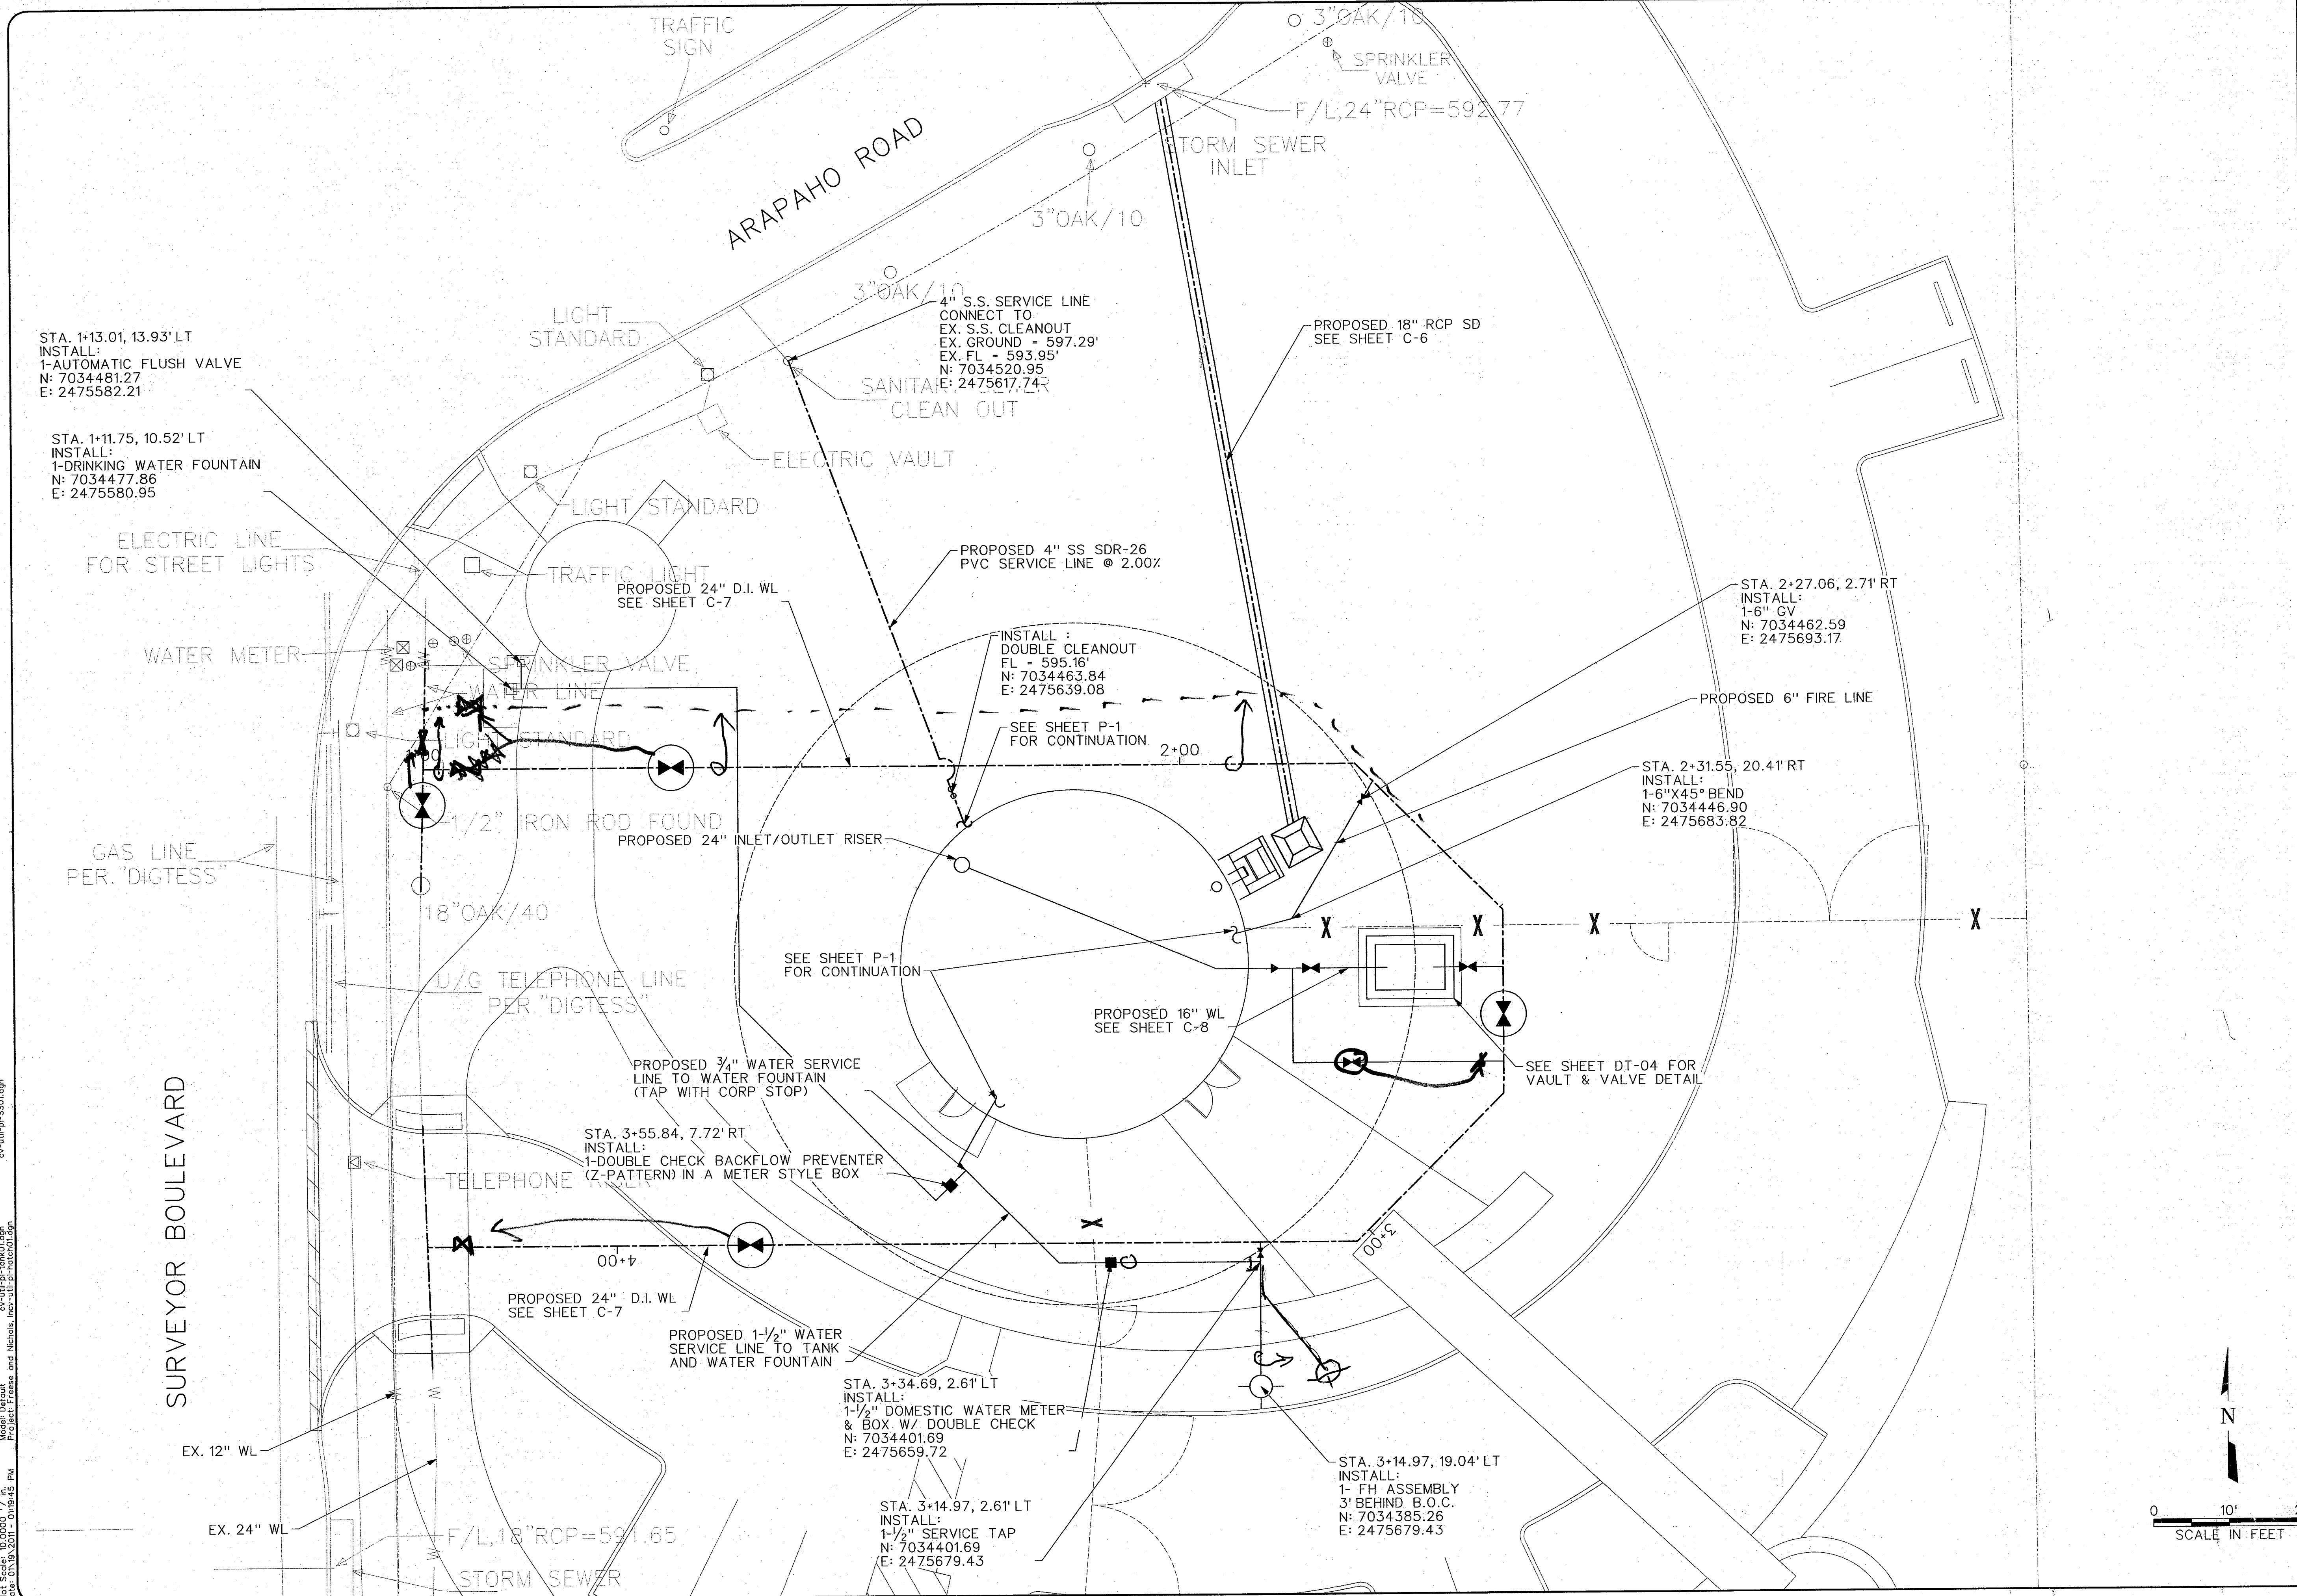 TRAFFIC
SIGN
3"OAK/10
SPRINKLER
VALVE
F/L,24"RCP=592.77
STORM SEWER
INLET
ARAPAHO ROAD
3"OAK/10
3"OAK/10
4" S.S. SERVICE LINE
CONNECT TO
EX. S.S. CLEANOUT
EX. GROUND = 597.29'
EX. FL = 593.95'
N: 7034520.95
E: 2475617.74
LIGHT
STANDARD
PROPOSED 18" RCP SD
SEE SHEET C-6
STA. 1+13.01, 13.93' LT
INSTALL:
1-AUTOMATIC FLUSH VALVE
N: 7034481.27
E: 2475582.21
SANITARY SEWER
CLEAN OUT
STA. 1+11.75, 10.52' LT
INSTALL:
1-DRINKING WATER FOUNTAIN
N: 7034477.86
E: 2475580.95
ELECTRIC VAULT
LIGHT STANDARD
ELECTRIC LINE
FOR STREET LIGHTS
TRAFFIC LIGHT
PROPOSED 4" SS SDR-26
PVC SERVICE LINE @ 2.00%
PROPOSED 24" D.I. WL
SEE SHEET C-7
STA. 2+27.06, 2.71' RT
INSTALL:
1-6" GV
N: 7034462.59
E: 2475693.17
INSTALL :
DOUBLE CLEANOUT
FL = 595.16'
N: 7034463.84
E: 2475639.08
WATER METER
SPRINKLER VALVE
WATER LINE
PROPOSED 6" FIRE LINE
SEE SHEET P-1
FOR CONTINUATION
LIGHT STANDARD
2+00
STA. 2+31.55, 20.41' RT
INSTALL:
1-6"X45° BEND
N: 7034446.90
E: 2475683.82
1/2" IRON ROD FOUND
PROPOSED 24" INLET/OUTLET RISER
GAS LINE
PER."DIGTESS"
18"OAK/40
X
X
X
X
SEE SHEET P-1
FOR CONTINUATION
U/G TELEPHONE LINE
PER."DIGTESS"
PROPOSED 16" WL
SEE SHEET C-8
PROPOSED 3/4" WATER SERVICE
LINE TO WATER FOUNTAIN
(TAP WITH CORP STOP)
SEE SHEET DT-04 FOR
VAULT & VALVE DETAIL
STA. 3+55.84, 7.72' RT
INSTALL:
1-DOUBLE CHECK BACKFLOW PREVENTER
(Z-PATTERN) IN A METER STYLE BOX
TELEPHONE RISER
SURVEYOR BOULEVARD
X
3+00
4+00
PROPOSED 24" D.I. WL
SEE SHEET C-7
PROPOSED 1-1/2" WATER
SERVICE LINE TO TANK
AND WATER FOUNTAIN
STA. 3+34.69, 2.61' LT
INSTALL:
1-1/2" DOMESTIC WATER METER
& BOX W/ DOUBLE CHECK
N: 7034401.69
E: 2475659.72
EX. 12" WL
STA. 3+14.97, 19.04' LT
INSTALL:
1- FH ASSEMBLY
3' BEHIND B.O.C.
N: 7034385.26
E: 2475679.43
STA. 3+14.97, 2.61' LT
INSTALL:
1-1/2" SERVICE TAP
N: 7034401.69
E: 2475679.43
EX. 24" WL
F/L,18"RCP=591.65
STORM SEWER
N
0 10'
SCALE IN FEET